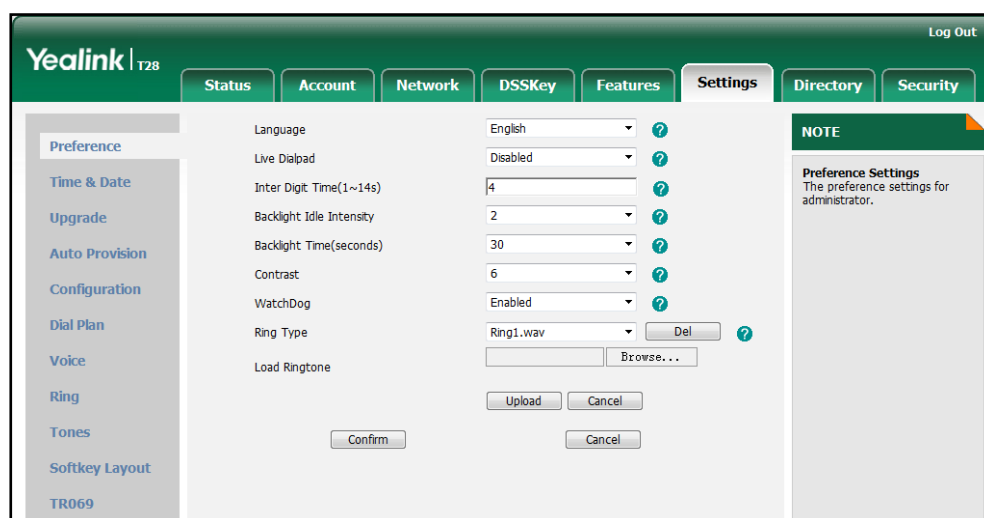 Log Out
Yealink T28
Status Account Network DSSKey Features Settings Directory Security
Preference
Time & Date
Upgrade
Auto Provision
Configuration
Dial Plan
Voice
Ring
Tones
Softkey Layout
TR069
Language English ?
Live Dialpad Disabled ?
Inter Digit Time(1~14s) 4 ?
Backlight Idle Intensity 2 ?
Backlight Time(seconds) 30 ?
Contrast 6 ?
WatchDog Enabled ?
Ring Type Ring1.wav Del ?
Load Ringtone Browse...
Upload Cancel
Confirm Cancel
NOTE
Preference Settings
The preference settings for
administrator.